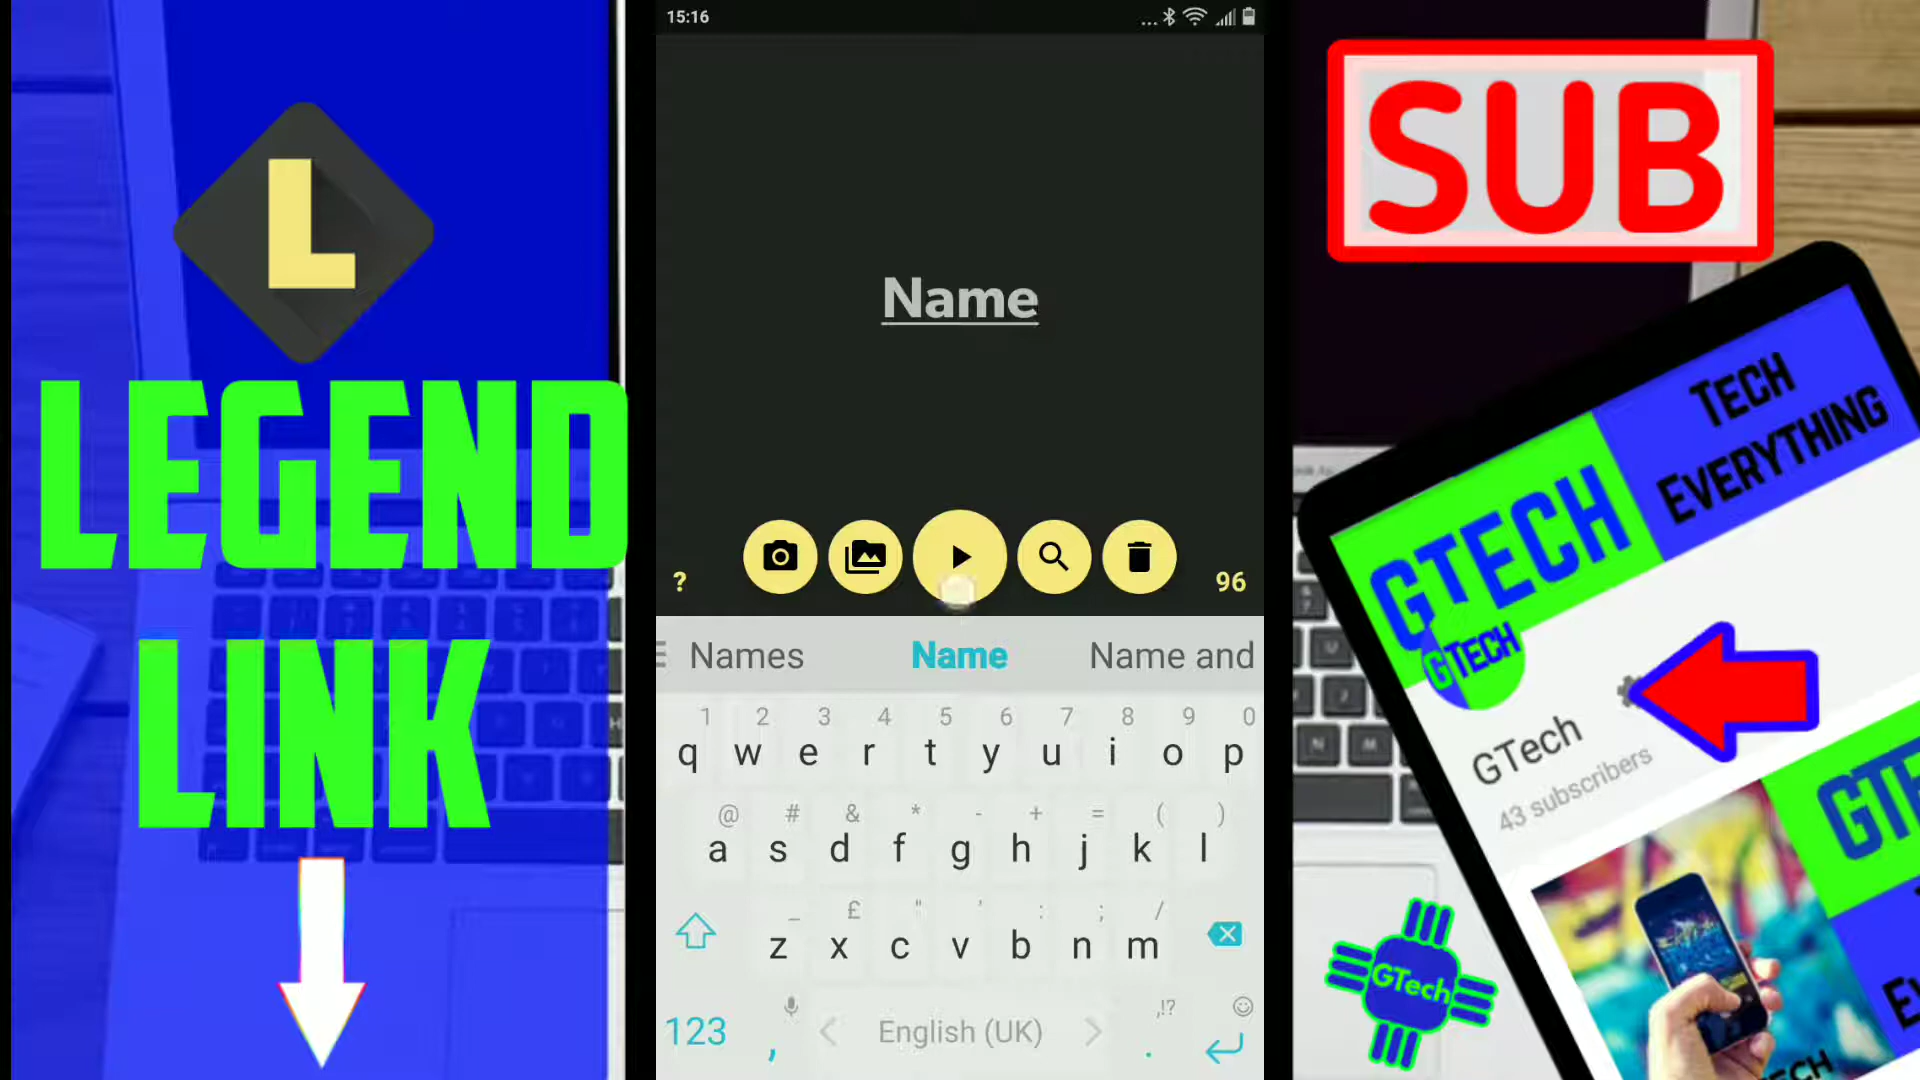 L
LEGEND
LINK
15:16
...
Name
?
96
Names Name Name and
1 2 3 4 5 6 7 8 9 0
q w e r t y u i o p
@ # & * - + = ( )
a s d f g h j k l
_ £ " ' : ; /
z x c v b n m
,!?
123 , English (UK) .
SUB
TECH
EVERYTHING
GTECH
GTECH
GTech
43 subscribers
GTech